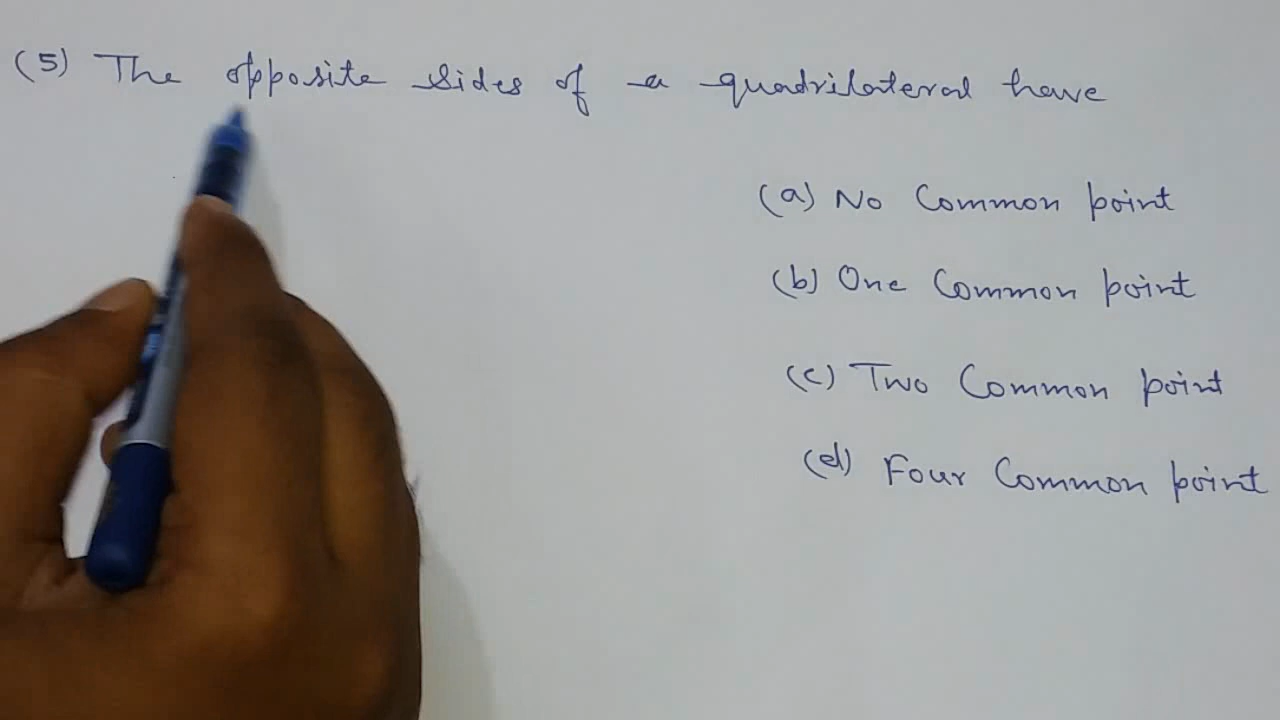 (5) The opposite sides of a quadrilateral have
(a) No Common point
(b) One Common point
(c) Two Common point
(d) Four Common point